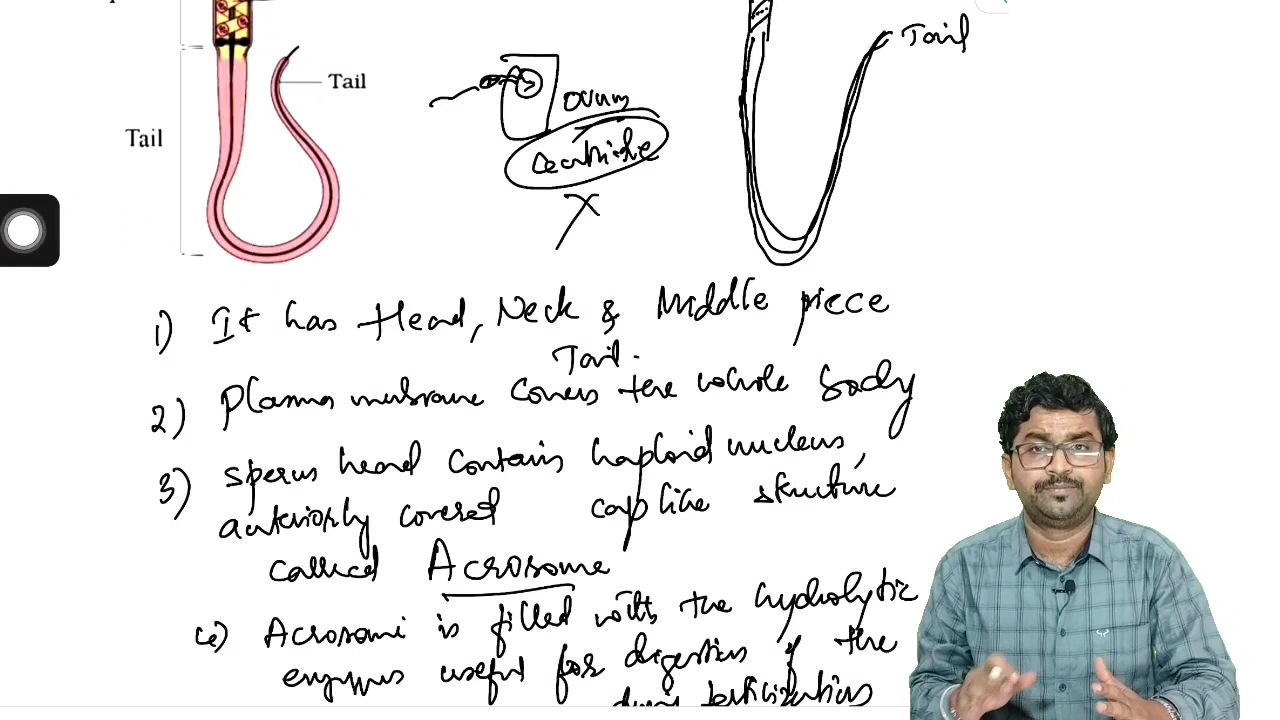 Tail
Tail
Tail
ovum
Centriole
X
1) It has Head, Neck & Middle piece
Tail.
2) Plasma membrane covers the whole body
3) Sperm head contains haploid nucleus,
anteriorly covered cap like structure
called Acrosome
4) Acrosome is filled with the hydrolytic
enzymes useful for digestion of the
fertilization